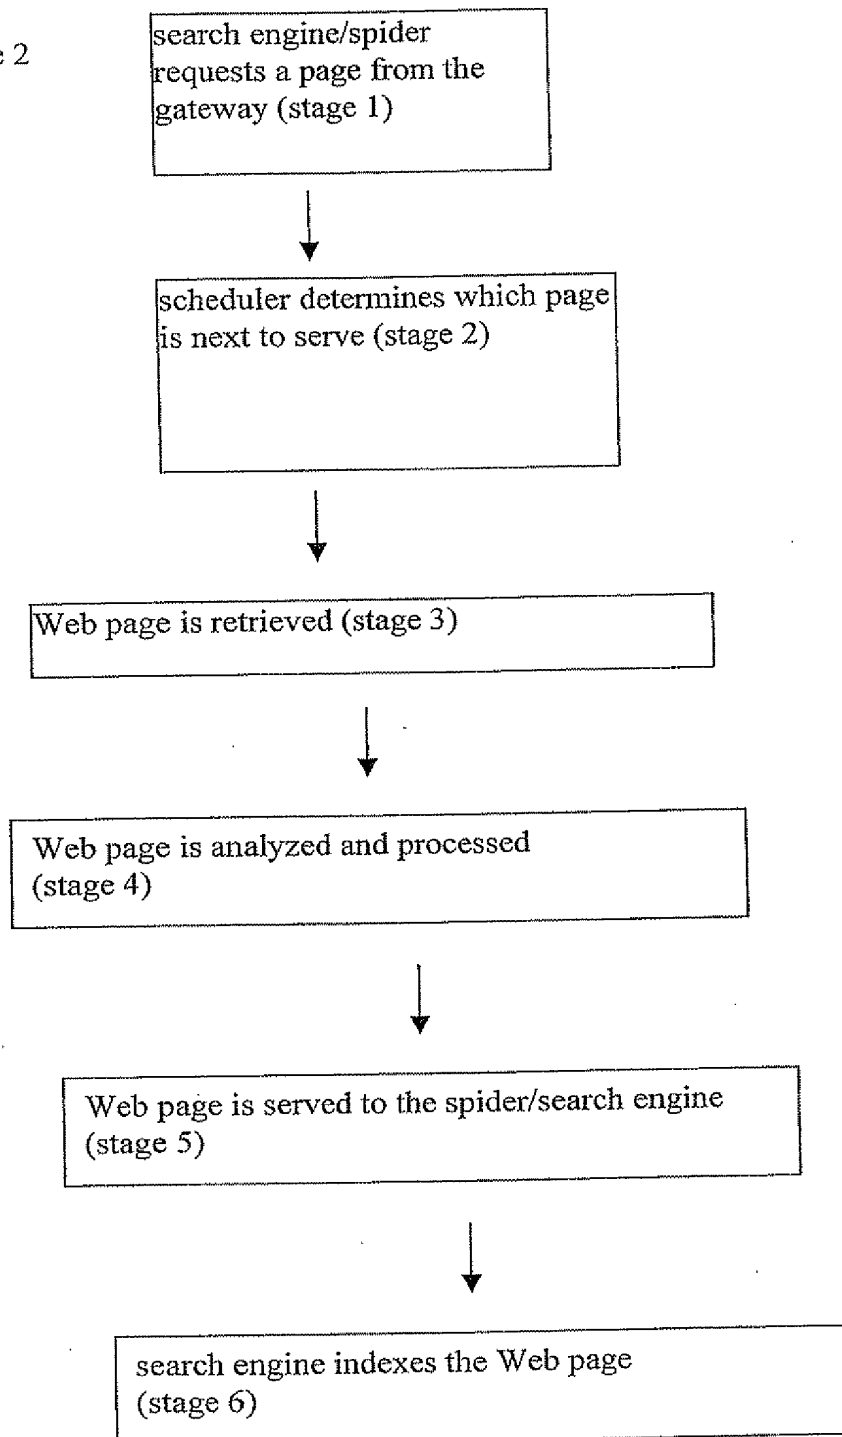 e 2
search engine/spider
requests a page from the
gateway (stage 1)
scheduler determines which page
is next to serve (stage 2)
Web page is retrieved (stage 3)
Web page is analyzed and processed
(stage 4)
Web page is served to the spider/search engine
(stage 5)
search engine indexes the Web page
(stage 6)